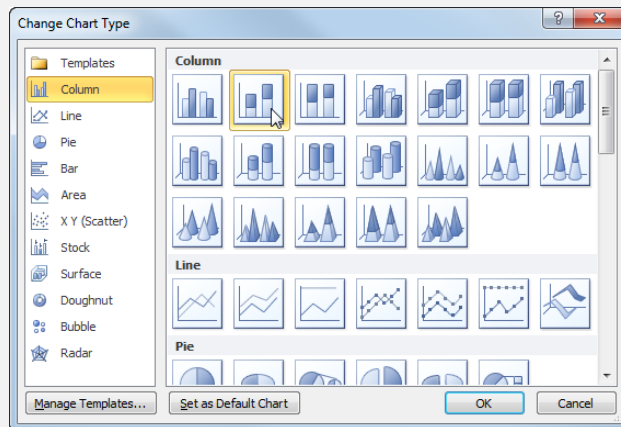 Change Chart Type
Templates
Column
Line
Pie
Bar
Area
X Y (Scatter)
Stock
Surface
Doughnut
Bubble
Radar
Column
Line
Pie
Manage Templates...
Set as Default Chart
OK
Cancel